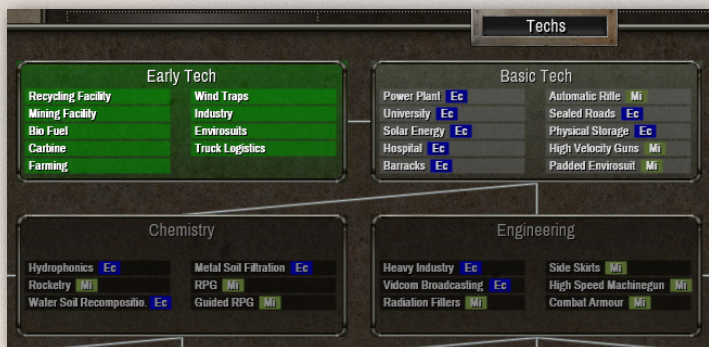 Techs
Early Tech
Recycling Facility
Mining Facility
Bio Fuel
Carbine
Farming
Wind Traps
Industry
Envirosuits
Truck Logistics
Basic Tech
Power Plant Ec
University Ec
Solar Energy Ec
Hospital Ec
Barracks Ec
Automatic Rifle Mi
Sealed Roads Ec
Physical Storage Ec
High Velocity Guns Mi
Padded Envirosuit Mi
Chemistry
Hydrophonics Ec
Rocketry Mi
Water Soil Recompositio. Ec
Metal Soil Filtration Ec
RPG Mi
Guided RPG Mi
Engineering
Heavy Industry Ec
Vidcom Broadcasting Ec
Radiation Filters Mi
Side Skirts Mi
High Speed Machinegun Mi
Combat Armour Mi